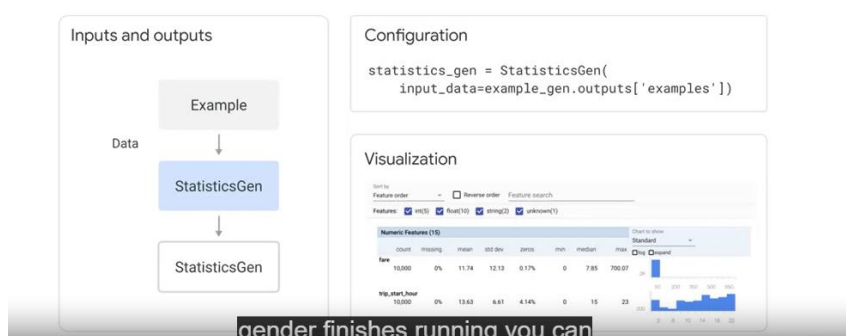 Inputs and outputs
Example
Data
StatisticsGen
StatisticsGen
Configuration
statistics_gen = StatisticsGen(
input_data=example_gen.outputs['examples'])
Visualization
Sort by
Feature order
Reverse order
Feature search
Features: int(5) float(10) string(2) unknown(1)
Numeric Features (15)
Chart to show
Standard
count missing mean std dev zeros min median max
log expand
fare
10,000 0% 11.74 12.13 0.17% 0 7.85 700.07
trip_start_hour
10,000 0% 13.63 6.61 4.14% 0 15 23
gender finishes running you can